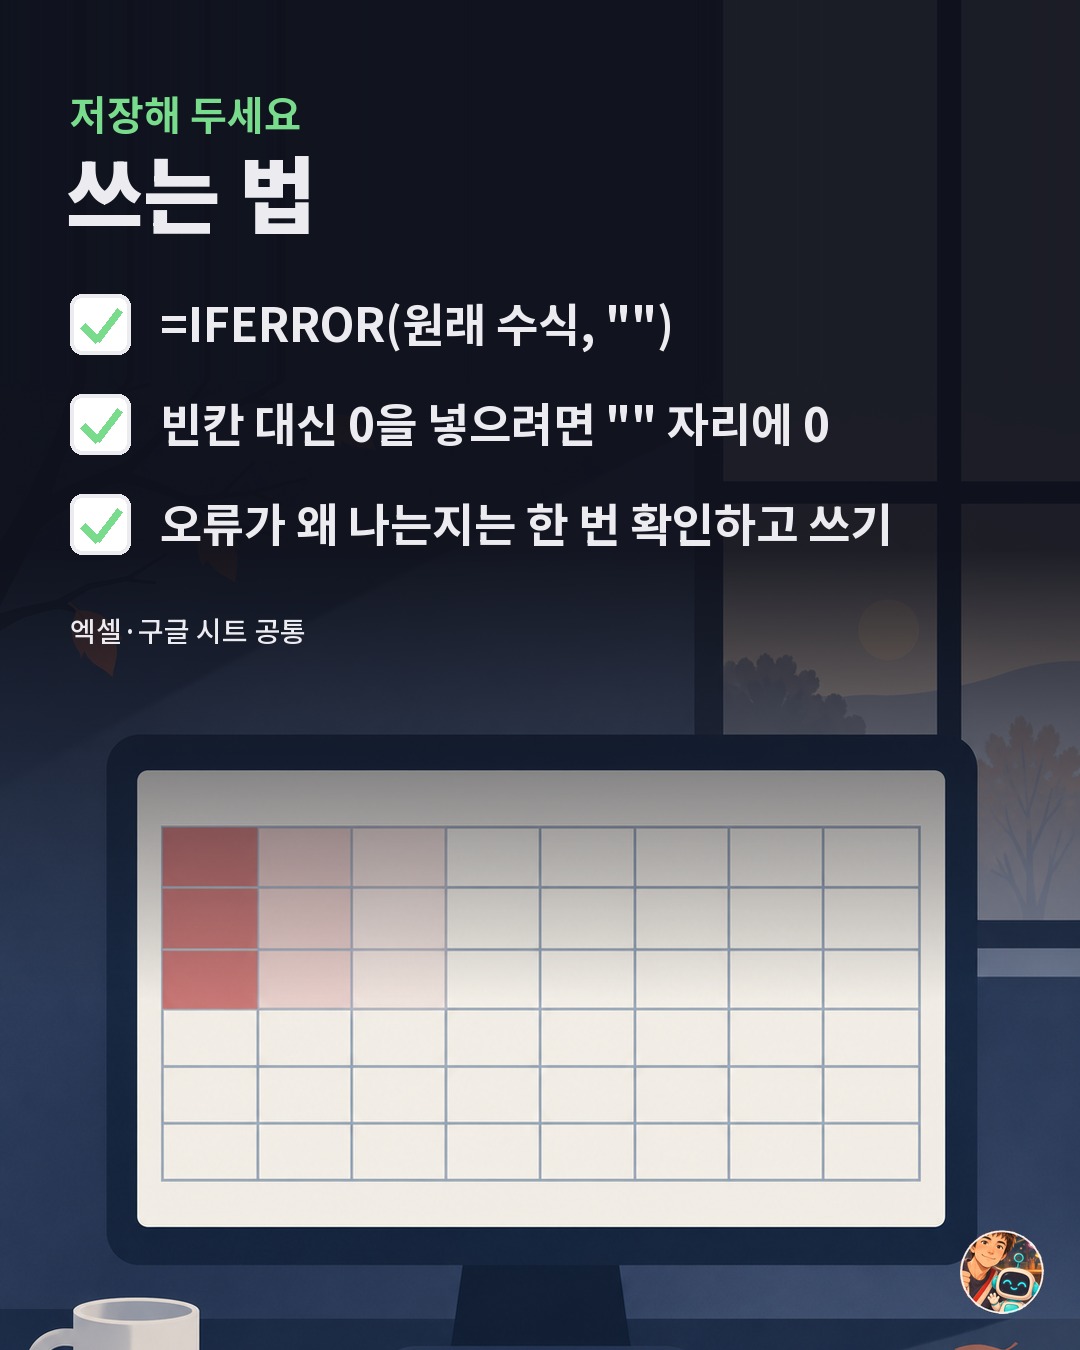 저장해 두세요
쓰는 법
=IFERROR(원래 수식, "")
빈칸 대신 0을 넣으려면 "" 자리에 0
오류가 왜 나는지는 한 번 확인하고 쓰기
엑셀·구글 시트 공통